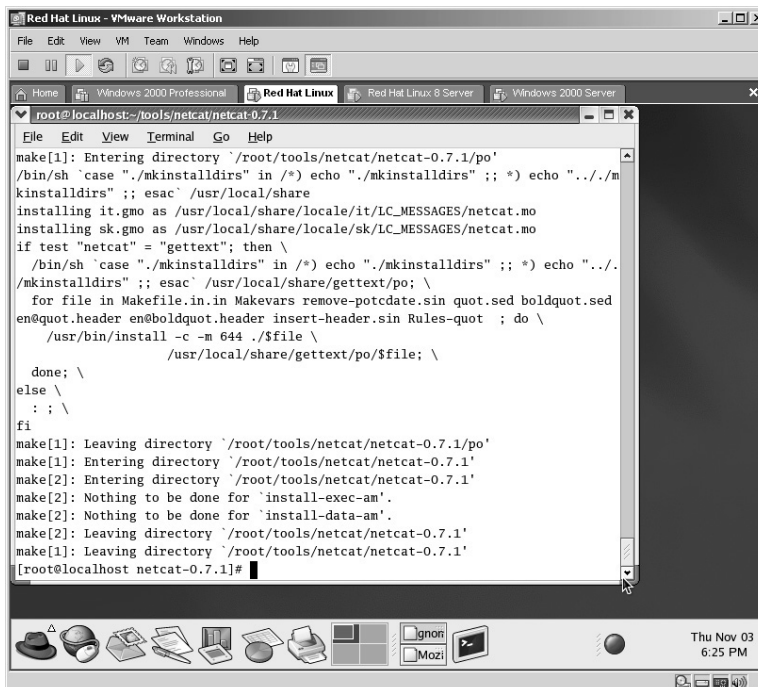 Red Hat Linux - VMware Workstation
File Edit View VM Team Windows Help
Home Windows 2000 Professional Red Hat Linux Red Hat Linux 8 Server Windows 2000 Server
root@localhost:~/tools/netcat/netcat-0.7.1
File Edit View Terminal Go Help
make[1]: Entering directory `/root/tools/netcat/netcat-0.7.1/po'
/bin/sh `case "./mkinstalldirs" in /*) echo "./mkinstalldirs" ;; *) echo ".././m
kinstalldirs" ;; esac` /usr/local/share
installing it.gmo as /usr/local/share/locale/it/LC_MESSAGES/netcat.mo
installing sk.gmo as /usr/local/share/locale/sk/LC_MESSAGES/netcat.mo
if test "netcat" = "gettext"; then \
  /bin/sh `case "./mkinstalldirs" in /*) echo "./mkinstalldirs" ;; *) echo "../.
/mkinstalldirs" ;; esac` /usr/local/share/gettext/po; \
  for file in Makefile.in.in Makevars remove-potcdate.sin quot.sed boldquot.sed
en@quot.header en@boldquot.header insert-header.sin Rules-quot  ; do \
    /usr/bin/install -c -m 644 ./$file \
                     /usr/local/share/gettext/po/$file; \
  done; \
else \
  : ; \
fi
make[1]: Leaving directory `/root/tools/netcat/netcat-0.7.1/po'
make[1]: Entering directory `/root/tools/netcat/netcat-0.7.1'
make[2]: Entering directory `/root/tools/netcat/netcat-0.7.1'
make[2]: Nothing to be done for `install-exec-am'.
make[2]: Nothing to be done for `install-data-am'.
make[2]: Leaving directory `/root/tools/netcat/netcat-0.7.1'
make[1]: Leaving directory `/root/tools/netcat/netcat-0.7.1'
[root@localhost netcat-0.7.1]#
gnom
Mozi
Thu Nov 03
6:25 PM